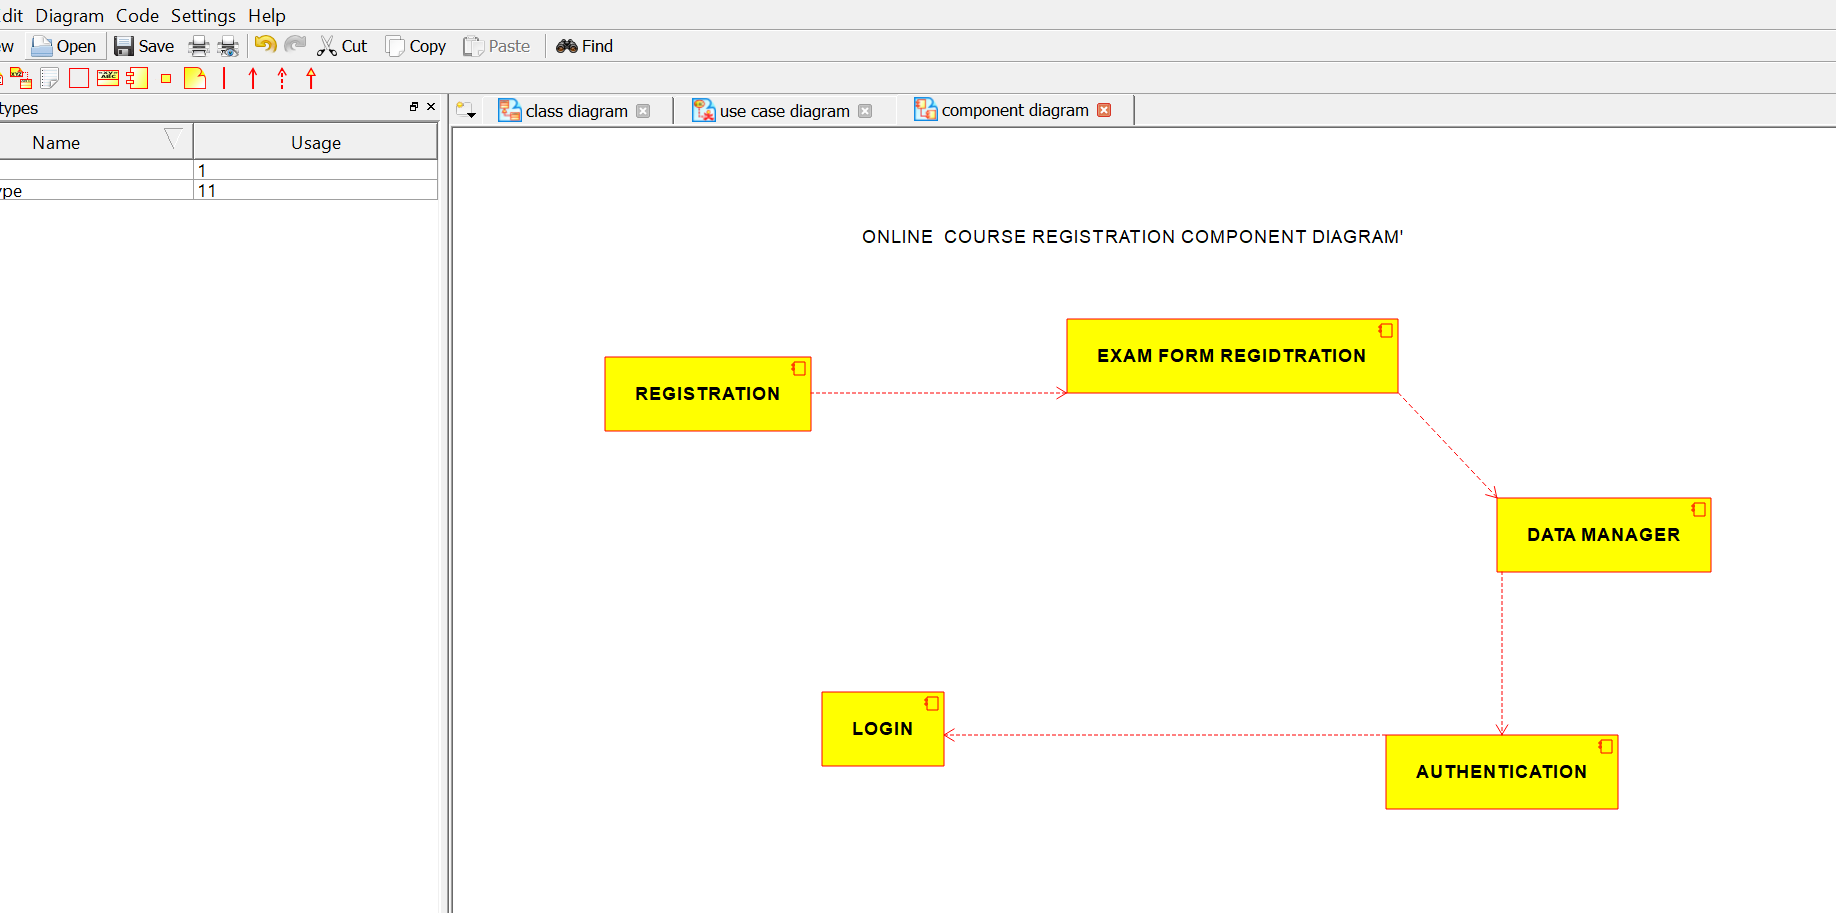 dit Diagram Code Settings Help
w Open Save Cut Copy Paste Find
types
class diagram use case diagram component diagram
Name Usage
1
ype 11
ONLINE COURSE REGISTRATION COMPONENT DIAGRAM'
EXAM FORM REGIDTRATION
REGISTRATION
DATA MANAGER
LOGIN
AUTHENTICATION